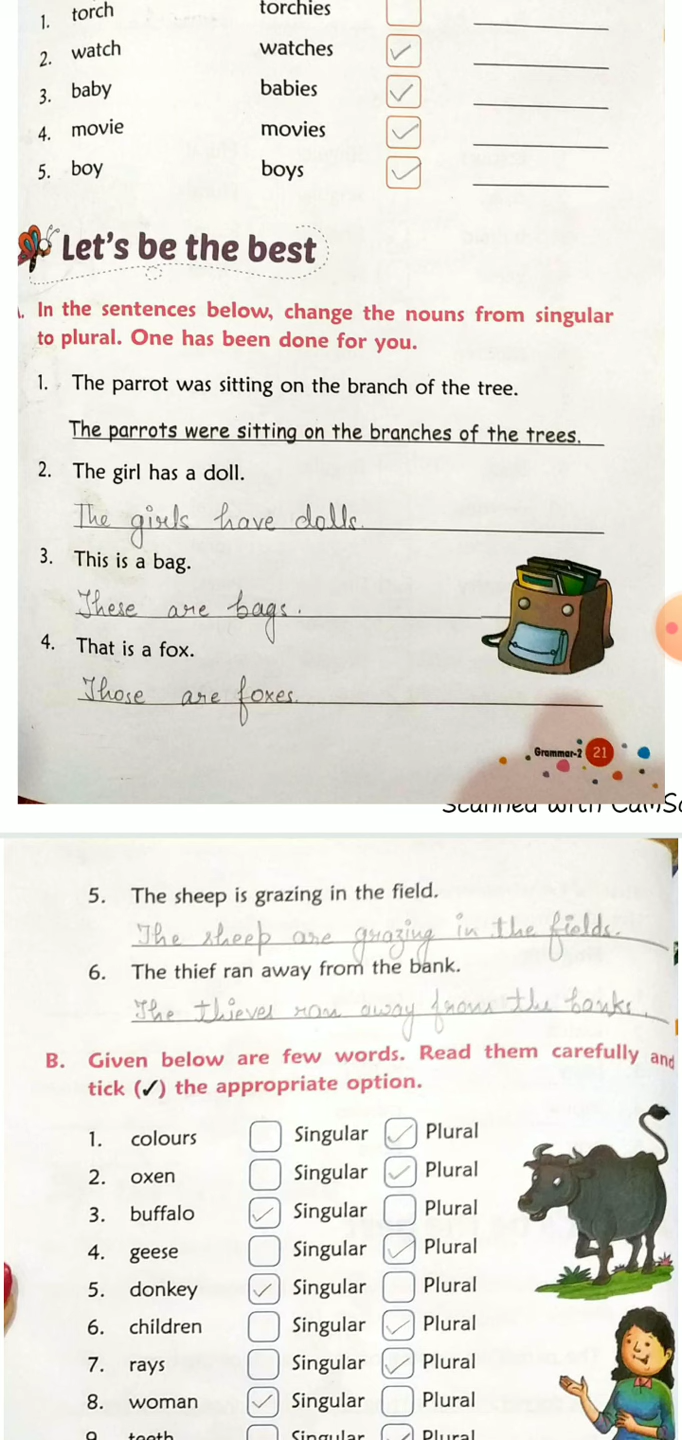 1. torch torchies
2. watch watches ✓
3. baby babies ✓
4. movie movies ✓
5. boy boys ✓
Let's be the best
. In the sentences below, change the nouns from singular
to plural. One has been done for you.
1. The parrot was sitting on the branch of the tree.
The parrots were sitting on the branches of the trees.
2. The girl has a doll.
The girls have dolls.
3. This is a bag.
These are bags.
4. That is a fox.
Those are foxes.
Grammar-2 21
Scanned with CamSc
5. The sheep is grazing in the field.
The sheep are grazing in the fields.
6. The thief ran away from the bank.
The thieves ran away from the banks.
B. Given below are few words. Read them carefully and
tick (✓) the appropriate option.
1. colours Singular ✓ Plural
2. oxen Singular ✓ Plural
3. buffalo ✓ Singular Plural
4. geese Singular ✓ Plural
5. donkey ✓ Singular Plural
6. children Singular ✓ Plural
7. rays Singular ✓ Plural
8. woman ✓ Singular Plural
9. teeth Singular ✓ Plural